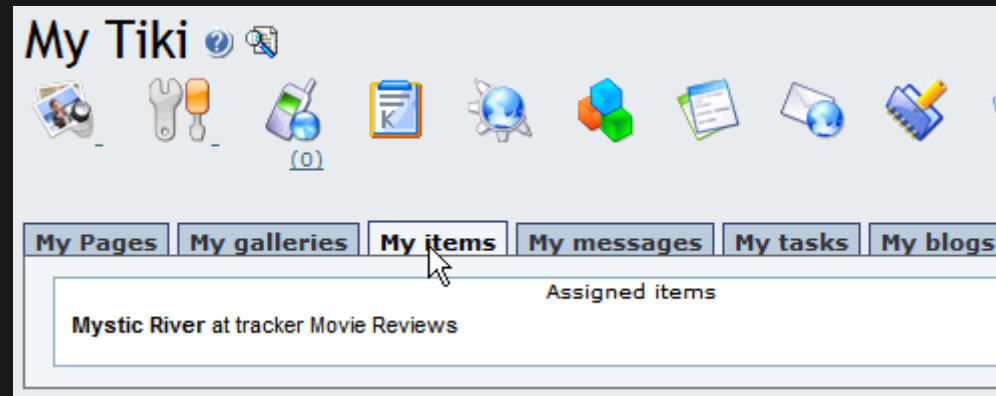 My Tiki
(0)
My Pages My galleries My items My messages My tasks My blogs
Assigned items
Mystic River at tracker Movie Reviews